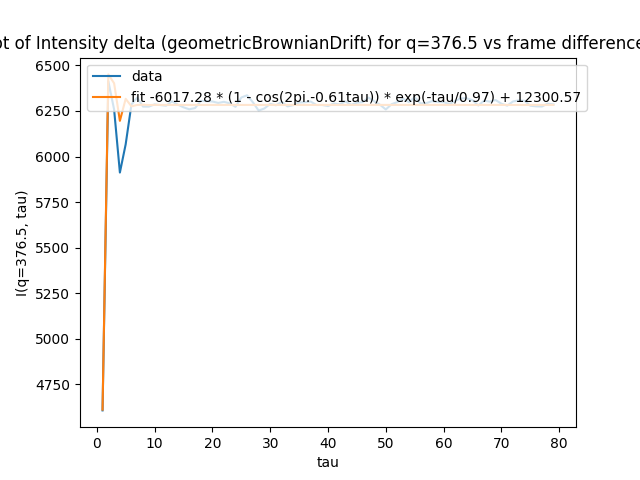 ot of Intensity delta (geometricBrownianDrift) for q=376.5 vs frame difference
data
fit -6017.28 * (1 - cos(2pi.-0.61tau)) * exp(-tau/0.97) + 12300.57
6500
6250
6000
5750
5500
5250
5000
4750
I(q=376.5, tau)
0 10 20 30 40 50 60 70 80
tau